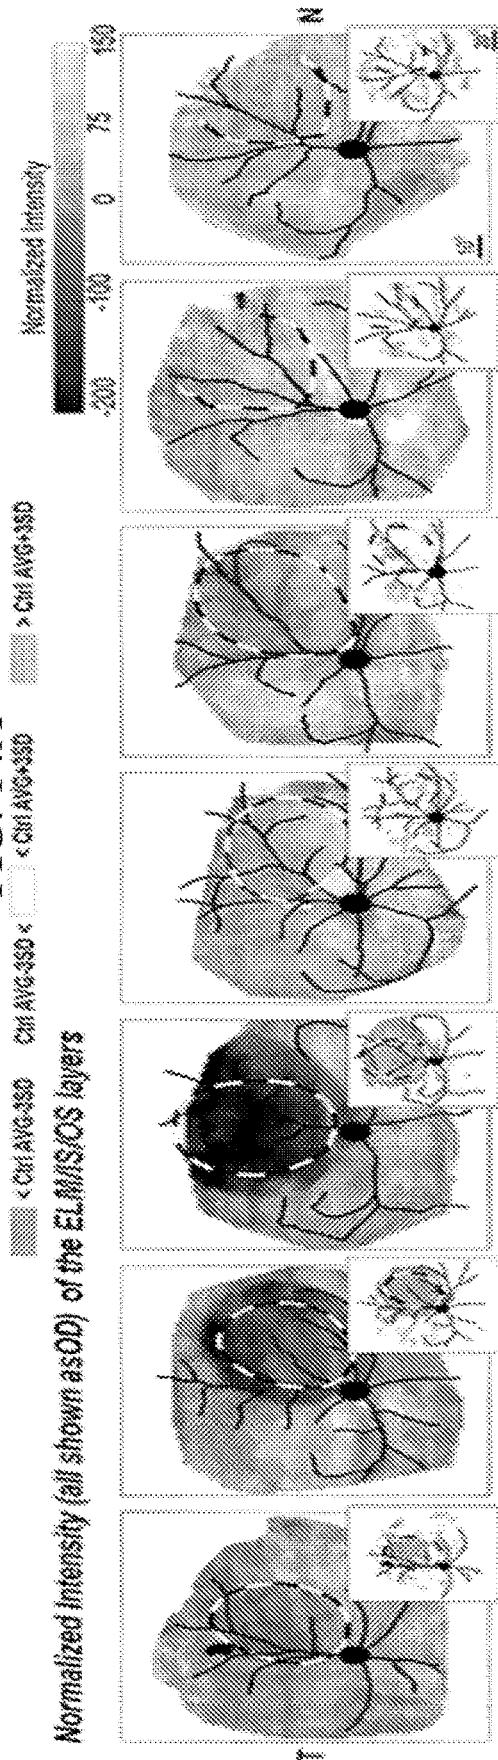 < Ctrl AVG-3SD
Ctrl AVG-3SD <
< Ctrl AVG+3SD
> Ctrl AVG+3SD
Normalized Intensity (all shown asOD) of the ELM/IS/OS layers
Normalized Intensity
-200 -100 0 75 150
T
N